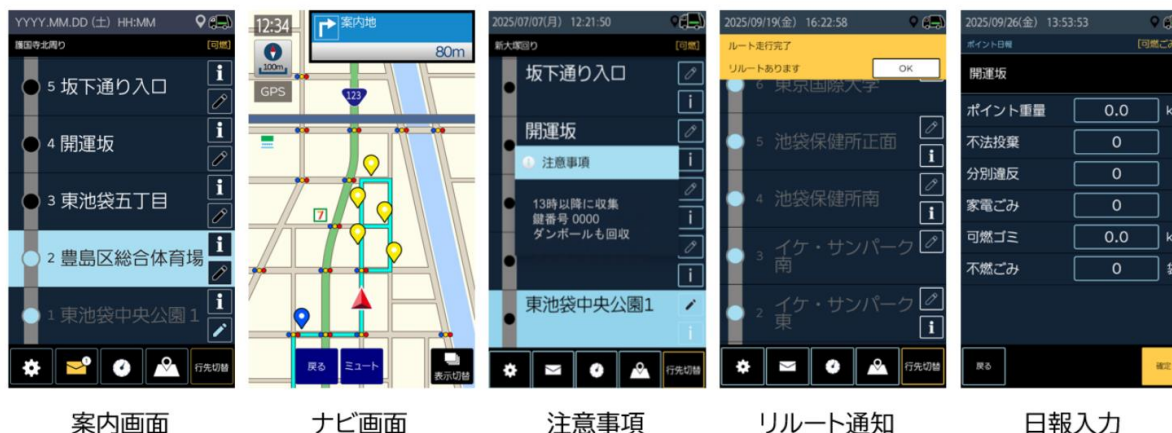 YYYY.MM.DD (土) HH:MM
護国寺北周り
[可燃]
5 坂下通り入口
4 開運坂
3 東池袋五丁目
2 豊島区総合体育場
1 東池袋中央公園1
行先切替
案内画面
12:34
案内地
80m
100m
GPS
123
7
戻る
ミュート
表示切替
ナビ画面
2025/07/07(月) 12:21:50
新大塚回り
[可燃]
坂下通り入口
開運坂
注意事項
13時以降に収集
鍵番号 0000
ダンボールも回収
東池袋中央公園1
行先切替
注意事項
2025/09/19(金) 16:22:58
ルート走行完了
リルートあります
OK
6 東京国際大学
5 池袋保健所正面
4 池袋保健所南
3 イケ・サンパーク
南
2 イケ・サンパーク
東
行先切替
リルート通知
2025/09/26(金) 13:53:53
ポイント日報
[可燃ごみ
開運坂
ポイント重量 0.0 k
不法投棄 0
分別違反 0
家電ごみ 0
可燃ゴミ 0.0 k
不燃ごみ 0
戻る
確定
日報入力